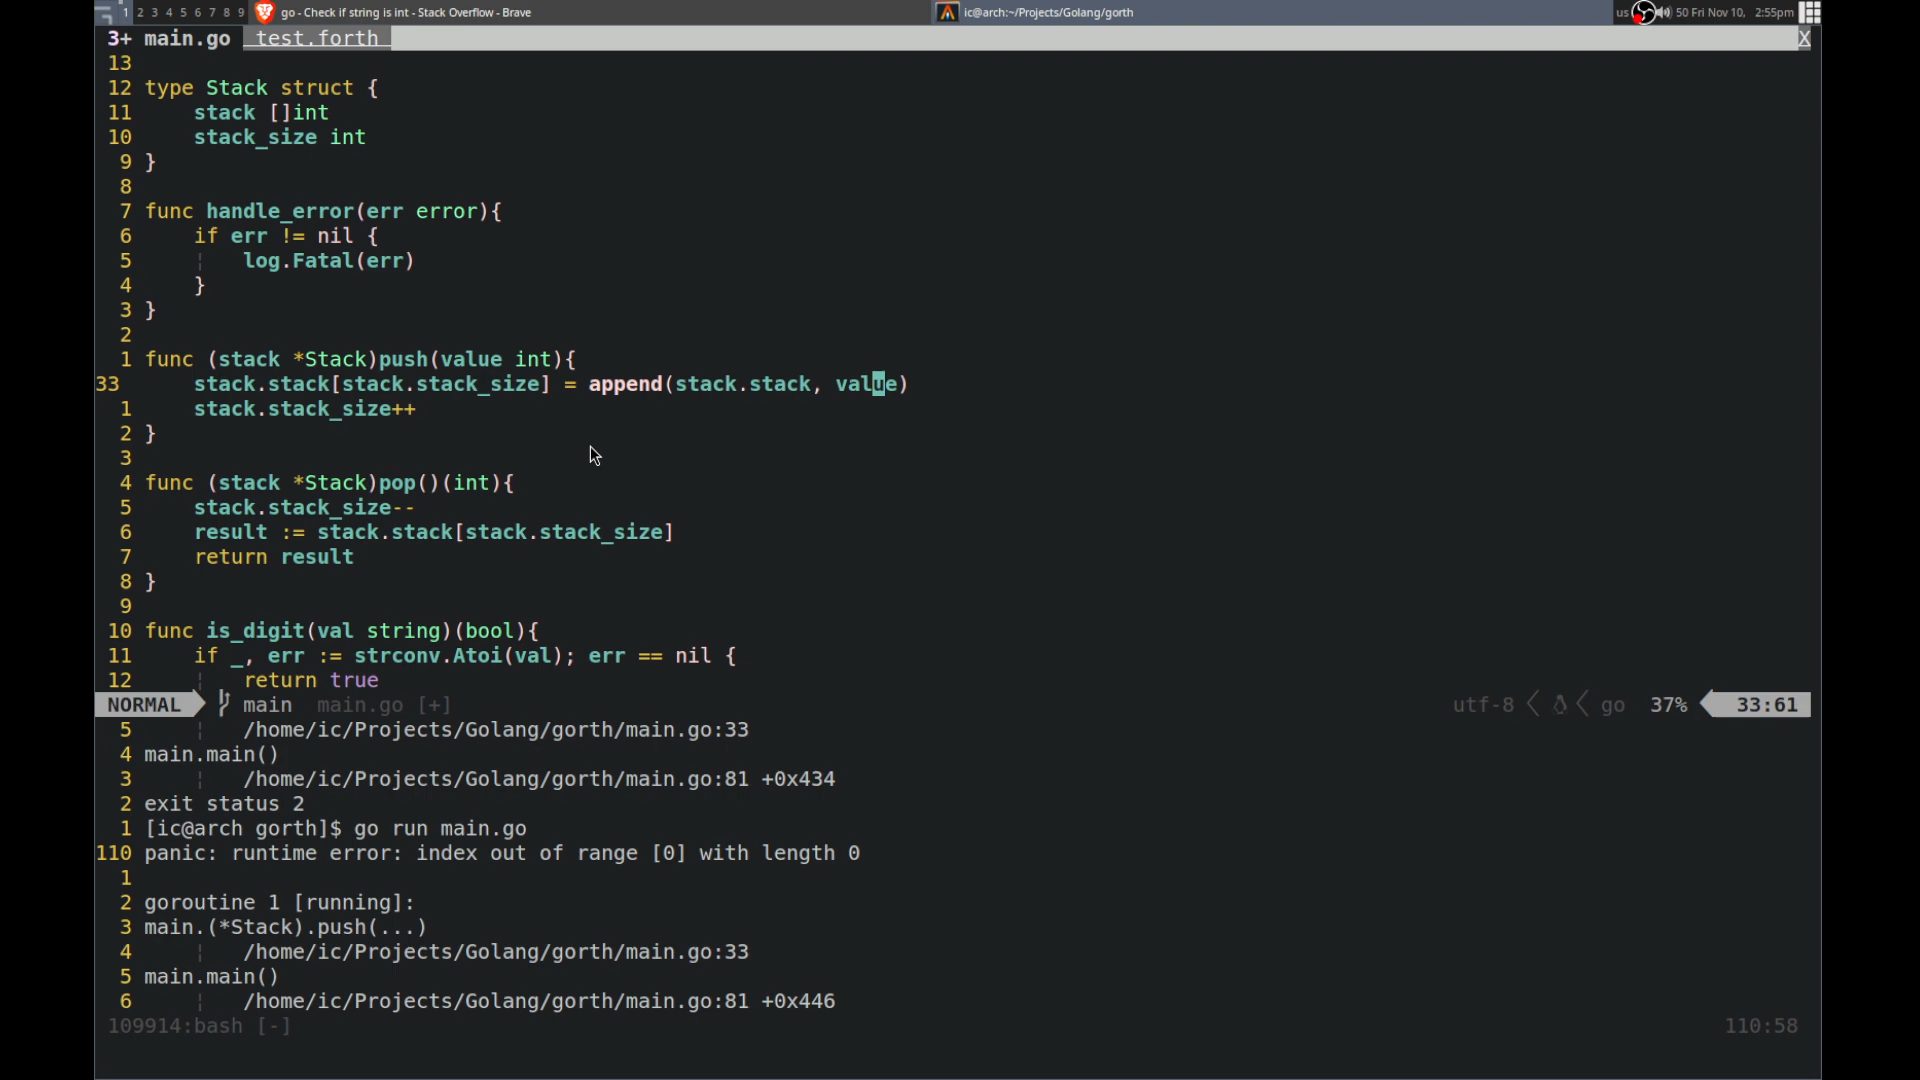 1 2 3 4 5 6 7 8 9 go - Check if string is int - Stack Overflow - Brave ic@arch:~/Projects/Golang/gorth us 50 Fri Nov 10, 2:55pm
3+ main.go test.forth X
13
12 type Stack struct {
11 stack []int
10 stack_size int
9 }
8
7 func handle_error(err error){
6 if err != nil {
5 ¦ log.Fatal(err)
4 }
3 }
2
1 func (stack *Stack)push(value int){
33 stack.stack[stack.stack_size] = append(stack.stack, value)
1 stack.stack_size++
2 }
3
4 func (stack *Stack)pop()(int){
5 stack.stack_size--
6 result := stack.stack[stack.stack_size]
7 return result
8 }
9
10 func is_digit(val string)(bool){
11 if _, err := strconv.Atoi(val); err == nil {
12 ¦ return true
NORMAL main main.go [+] utf-8 go 37% 33:61
5 ¦ /home/ic/Projects/Golang/gorth/main.go:33
4 main.main()
3 ¦ /home/ic/Projects/Golang/gorth/main.go:81 +0x434
2 exit status 2
1 [ic@arch gorth]$ go run main.go
110 panic: runtime error: index out of range [0] with length 0
1
2 goroutine 1 [running]:
3 main.(*Stack).push(...)
4 ¦ /home/ic/Projects/Golang/gorth/main.go:33
5 main.main()
6 ¦ /home/ic/Projects/Golang/gorth/main.go:81 +0x446
109914:bash [-] 110:58